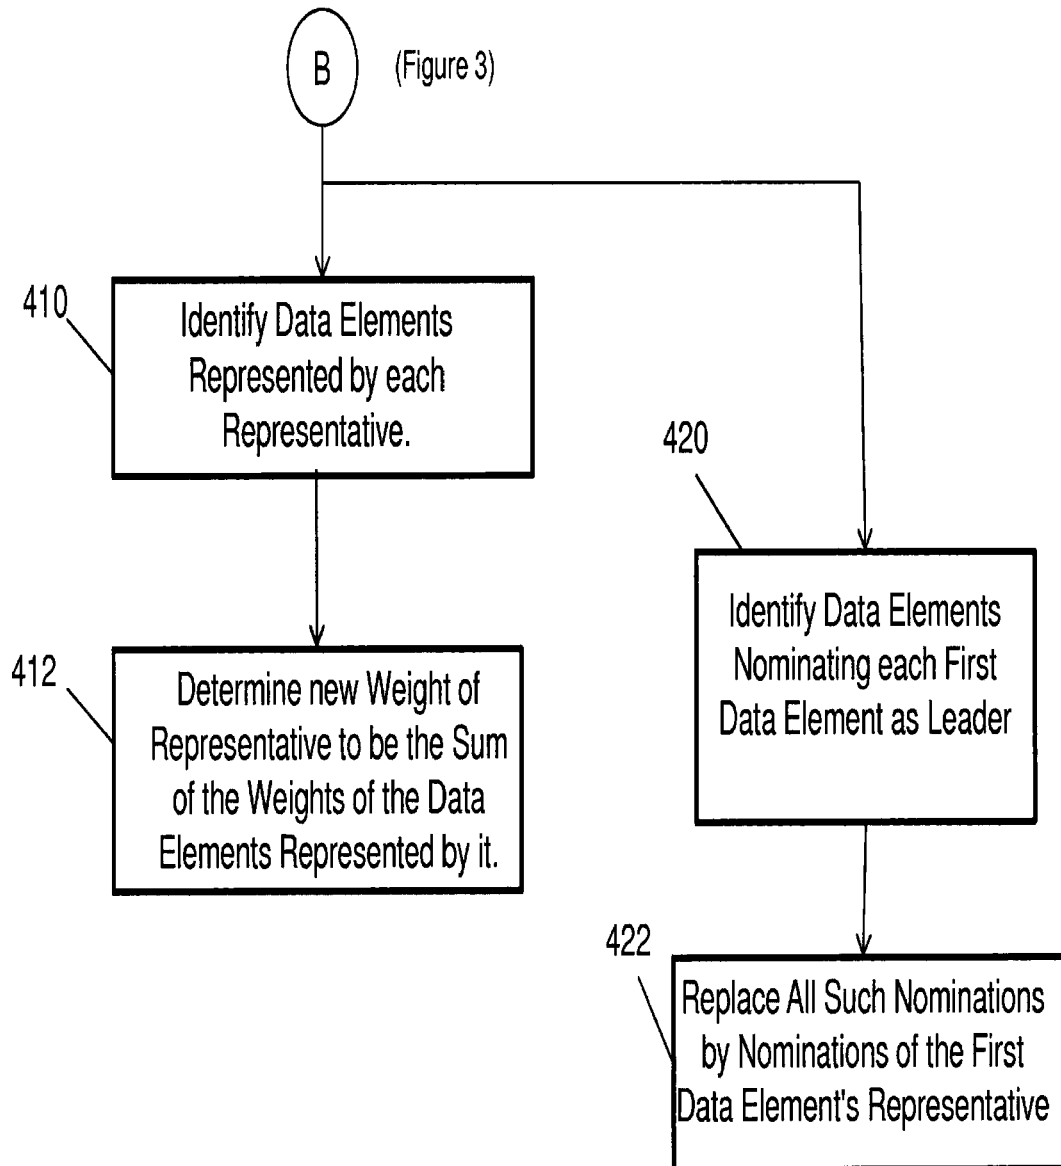 B
(Figure 3)
410
Identify Data Elements
Represented by each
Representative.
412
Determine new Weight of
Representative to be the Sum
of the Weights of the Data
Elements Represented by it.
420
Identify Data Elements
Nominating each First
Data Element as Leader
422
Replace All Such Nominations
by Nominations of the First
Data Element's Representative